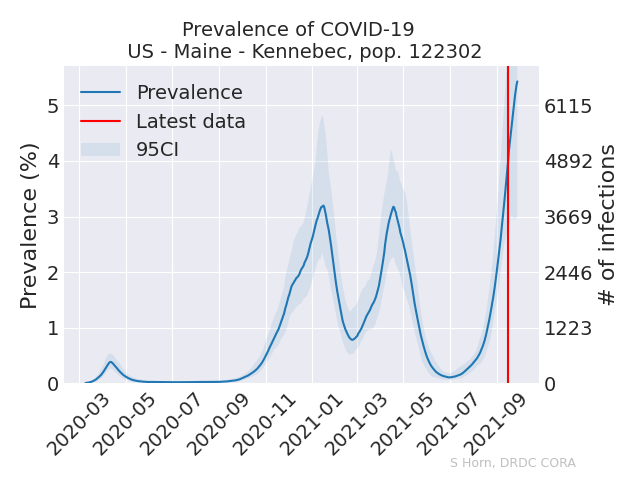 Prevalence of COVID-19
US - Maine - Kennebec, pop. 122302
Prevalence
Latest data
95CI
Prevalence (%)
0
1
2
3
4
5
# of infections
0
1223
2446
3669
4892
6115
2020-03
2020-05
2020-07
2020-09
2020-11
2021-01
2021-03
2021-05
2021-07
2021-09
S Horn, DRDC CORA